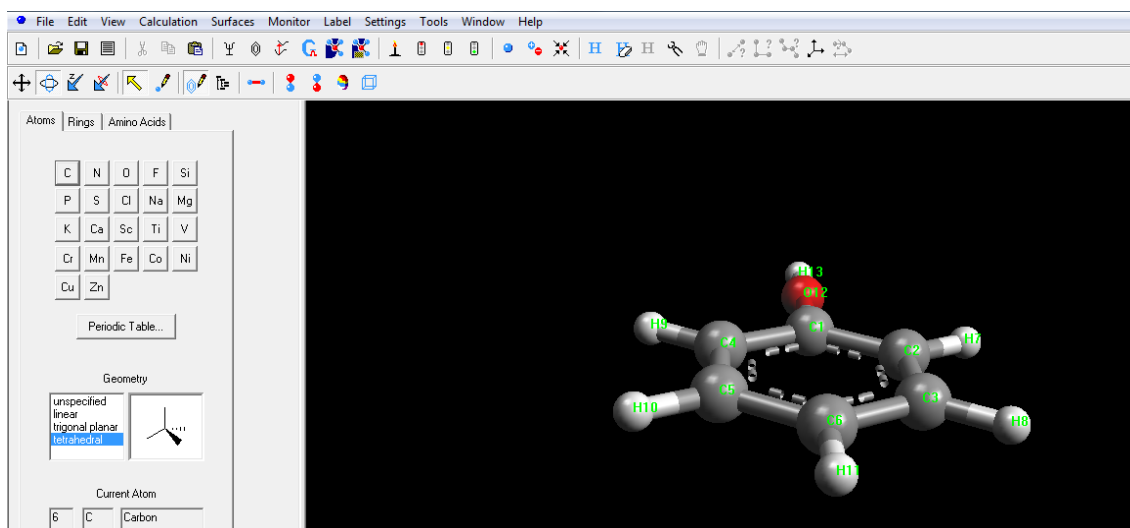 File Edit View Calculation Surfaces Monitor Label Settings Tools Window Help
Atoms Rings Amino Acids
C N O F Si
P S Cl Na Mg
K Ca Sc Ti V
Cr Mn Fe Co Ni
Cu Zn
Periodic Table...
Geometry
unspecified
linear
trigonal planar
tetrahedral
Current Atom
6 C Carbon
H13
O12
C1
H9
C4
C2
H7
C5
C3
H10
C6
H8
H11